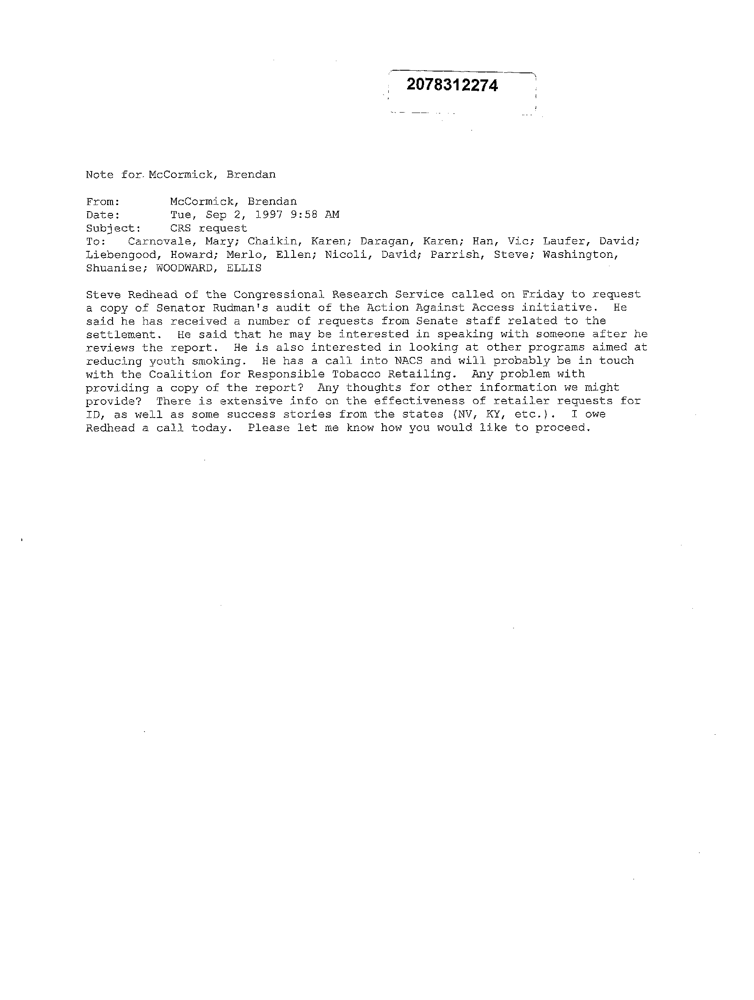 2078312274
Note for McCormick, Brendan
From: McCormick, Brendan
Date: Tue, Sep 2, 1997 9:58 AM
Subject: CRS request
To: Carnovale, Mary; Chaikin, Karen; Daragan, Karen; Han, Vic; Laufer, David;
Liebengood, Howard; Merlo, Ellen; Nicoli, David; Parrish, Steve; Washington,
Shuanise; WOODWARD, ELLIS
Steve Redhead of the Congressional Research Service called on Friday to request
a copy of Senator Rudman's audit of the Action Against Access initiative. He
said he has received a number of requests from Senate staff related to the
settlement. He said that he may be interested in speaking with someone after he
reviews the report. He is also interested in looking at other programs aimed at
reducing youth smoking. He has a call into NACS and will probably be in touch
with the Coalition for Responsible Tobacco Retailing. Any problem with
providing a copy of the report? Any thoughts for other information we might
provide? There is extensive info on the effectiveness of retailer requests for
ID, as well as some success stories from the states (NV, KY, etc.). I owe
Redhead a call today. Please let me know how you would like to proceed.